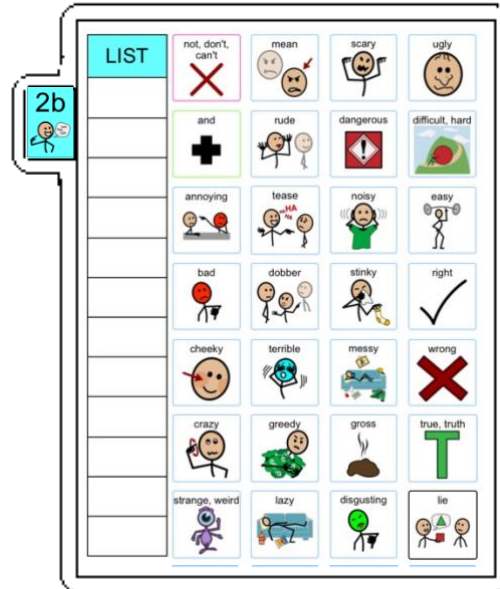 LIST
2b
not, don't,
can't
mean
scary
ugly
and
rude
dangerous
difficult, hard
annoying
tease
HA
noisy
easy
bad
dobber
stinky
right
cheeky
terrible
messy
wrong
crazy
greedy
gross
true, truth
T
strange, weird
lazy
disgusting
lie